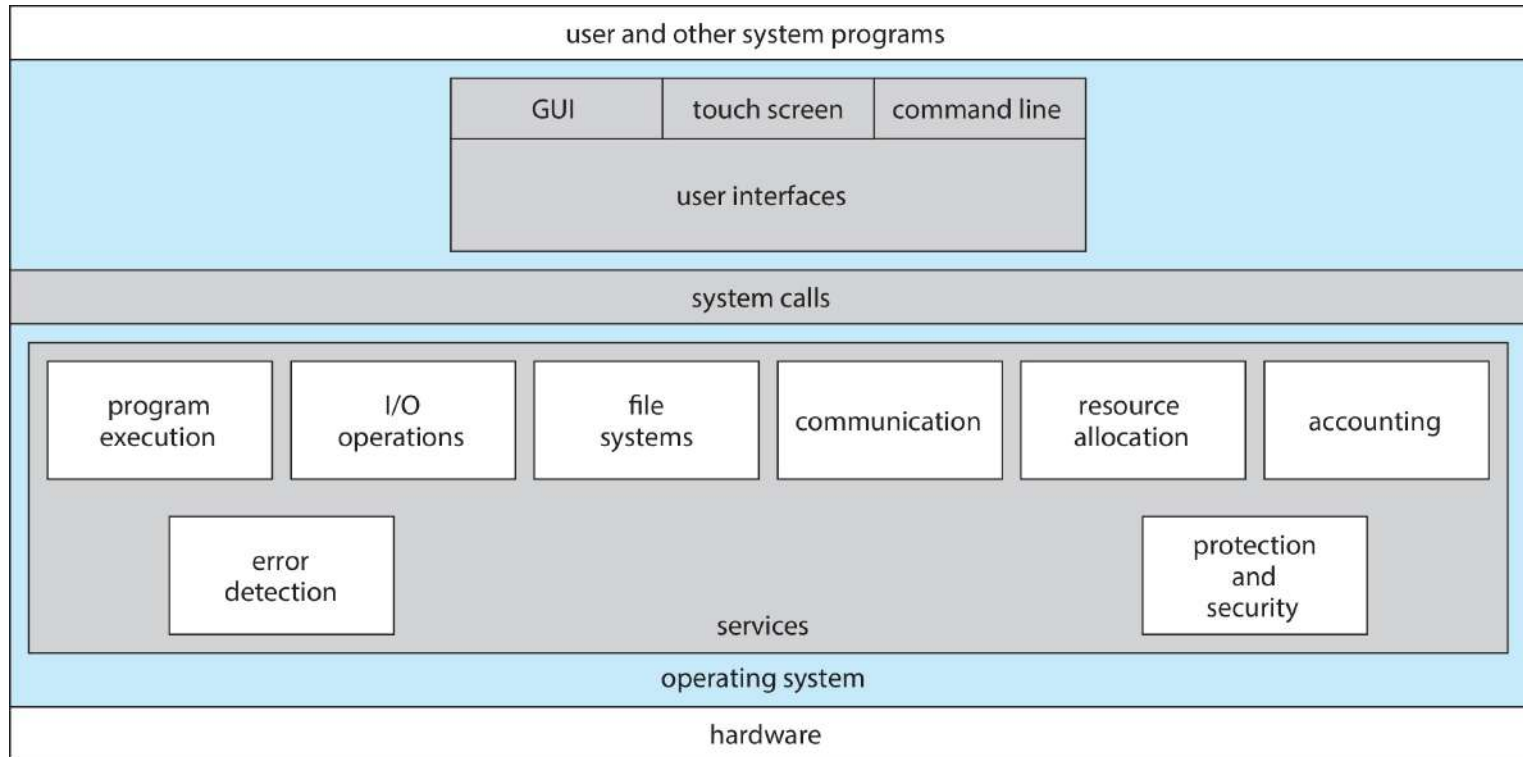 user and other system programs
GUI
touch screen
command line
user interfaces
system calls
program
execution
I/O
operations
file
systems
communication
resource
allocation
accounting
error
detection
protection
and
security
services
operating system
hardware